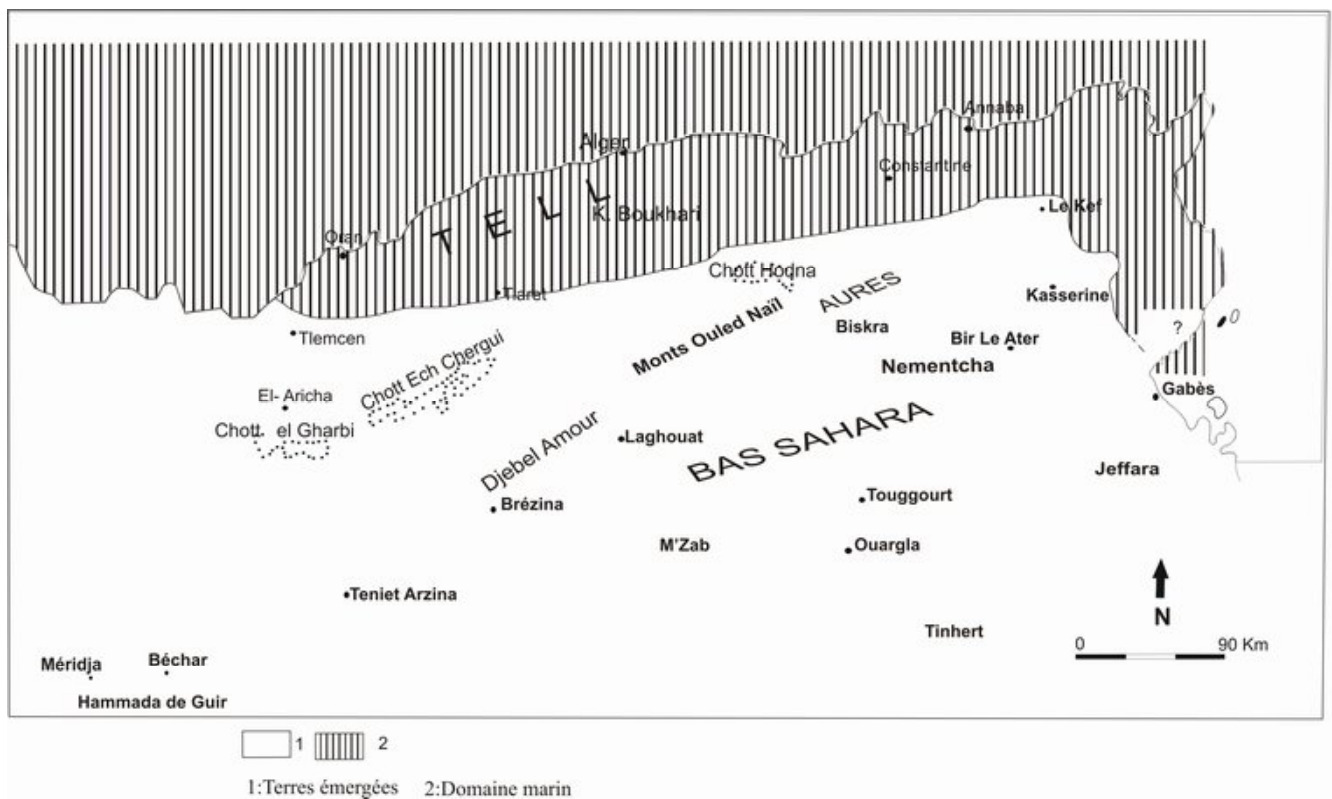 Annaba
Alger
Constantine
TELL
K. Boukhari
Le Kef
Oran
Chott Hodna
AURES
Tiaret
Kasserine
Monts Ouled Naïl
Biskra
?
Tlemcen
Bir Le Ater
Nementcha
Chott Ech Chergui
Gabès
El- Aricha
Chott el Gharbi
BAS SAHARA
Laghouat
Djebel Amour
Jeffara
Brézina
Touggourt
M'Zab
Ouargla
Teniet Arzina
N
Tinhert
0 90 Km
Méridja
Béchar
Hammada de Guir
1 2
1:Terres émergées 2:Domaine marin